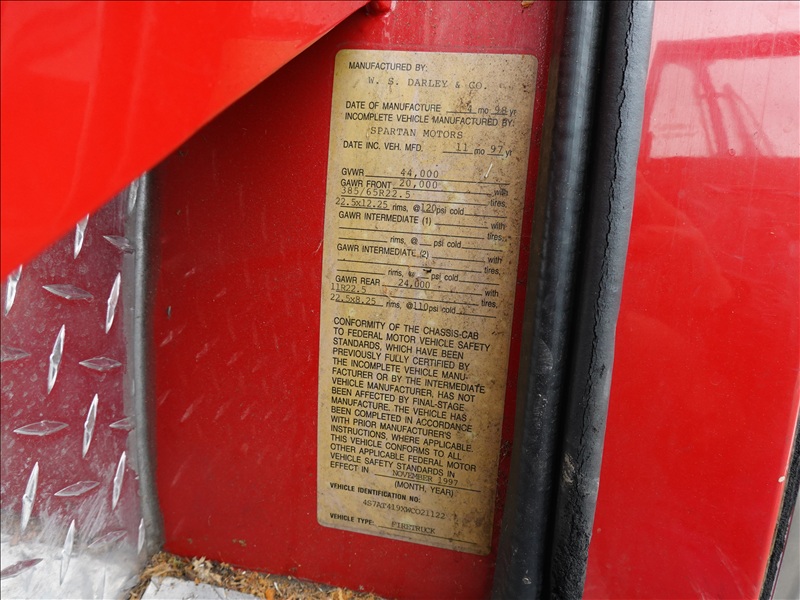 MANUFACTURED BY:
W. S. DARLEY & CO.
DATE OF MANUFACTURE mo 98 yr
INCOMPLETE VEHICLE MANUFACTURED BY:
SPARTAN MOTORS
DATE INC. VEH. MFD. 11 mo 97 yr
GVWR 44,000
GAWR FRONT 20,000 with
385/65R22.5 tires,
22.5x12.25 rims, @120psi cold
GAWR INTERMEDIATE (1) with
tires,
rims, @ psi cold
GAWR INTERMEDIATE (2) with
tires,
rims, @ psi cold
GAWR REAR 24,000 with
11R22.5 tires,
22.5x8.25 rims, @110psi cold
CONFORMITY OF THE CHASSIS-CAB
TO FEDERAL MOTOR VEHICLE SAFETY
STANDARDS, WHICH HAVE BEEN
PREVIOUSLY FULLY CERTIFIED BY
THE INCOMPLETE VEHICLE MANU-
FACTURER OR BY THE INTERMEDIATE
VEHICLE MANUFACTURER, HAS NOT
BEEN AFFECTED BY FINAL-STAGE
MANUFACTURE. THE VEHICLE HAS
BEEN COMPLETED IN ACCORDANCE
WITH PRIOR MANUFACTURER'S
INSTRUCTIONS, WHERE APPLICABLE.
THIS VEHICLE CONFORMS TO ALL
OTHER APPLICABLE FEDERAL MOTOR
VEHICLE SAFETY STANDARDS IN
EFFECT IN NOVEMBER 1997
(MONTH, YEAR)
VEHICLE IDENTIFICATION NO:
VEHICLE TYPE: FIRETRUCK